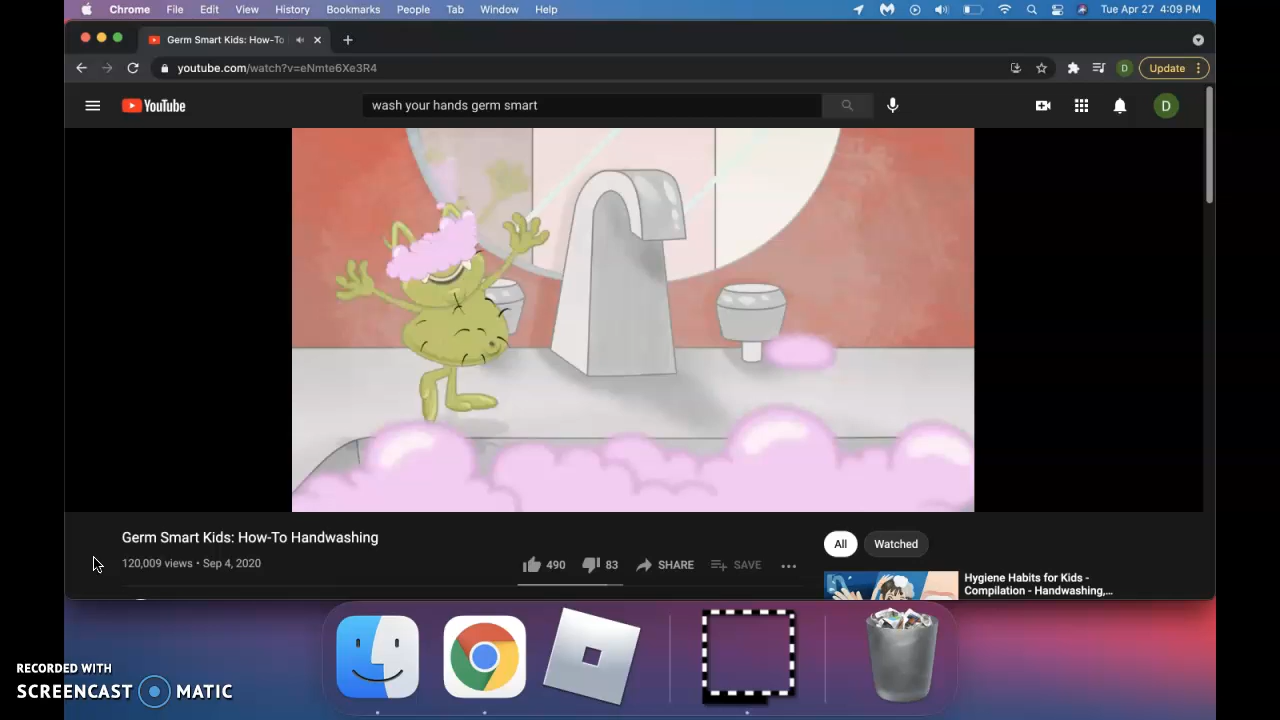 Chrome File Edit View History Bookmarks People Tab Window Help Tue Apr 27 4:09 PM
Germ Smart Kids: How-To
youtube.com/watch?v=eNmte6Xe3R4 D Update
YouTube wash your hands germ smart D
Germ Smart Kids: How-To Handwashing
120,009 views • Sep 4, 2020 490 83 SHARE SAVE
All Watched
Hygiene Habits for Kids -
Compilation - Handwashing,...
RECORDED WITH
SCREENCAST MATIC